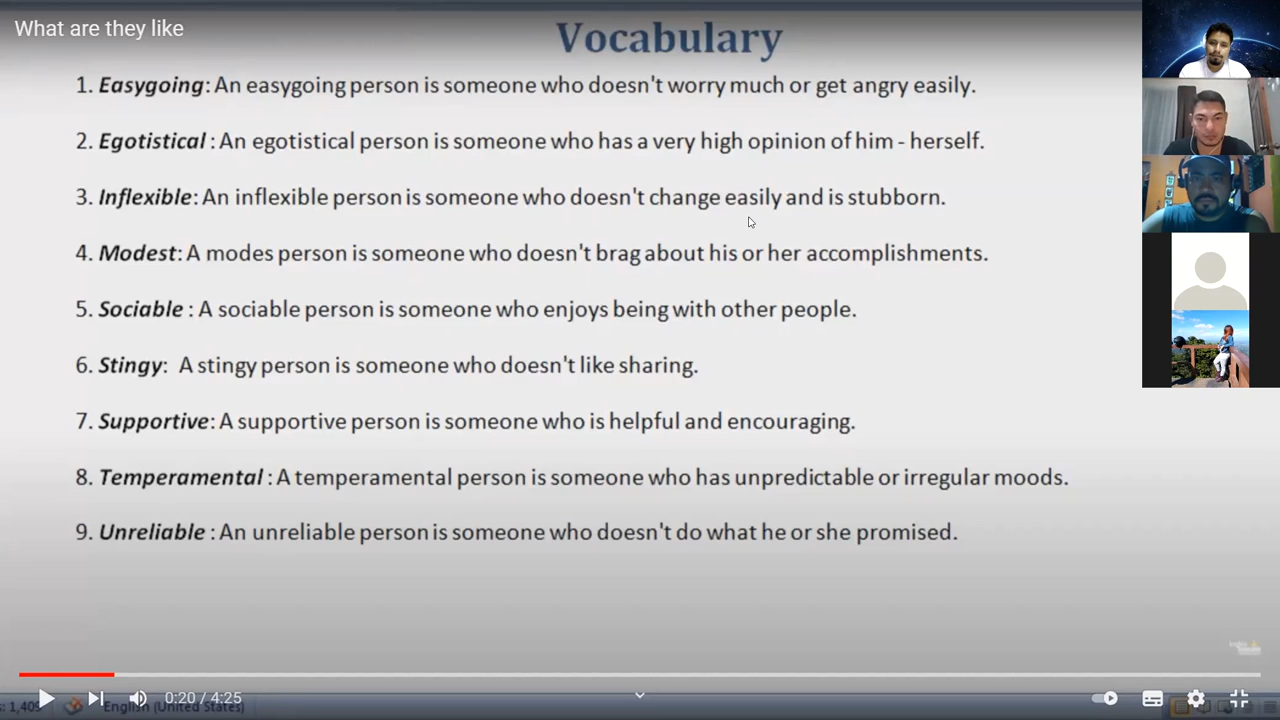 What are they like
Vocabulary
1. Easygoing: An easygoing person is someone who doesn't worry much or get angry easily.
2. Egotistical : An egotistical person is someone who has a very high opinion of him - herself.
3. Inflexible: An inflexible person is someone who doesn't change easily and is stubborn.
4. Modest: A modes person is someone who doesn't brag about his or her accomplishments.
5. Sociable : A sociable person is someone who enjoys being with other people.
6. Stingy: A stingy person is someone who doesn't like sharing.
7. Supportive: A supportive person is someone who is helpful and encouraging.
8. Temperamental : A temperamental person is someone who has unpredictable or irregular moods.
9. Unreliable : An unreliable person is someone who doesn't do what he or she promised.
0:20 / 4:25
English (United States)